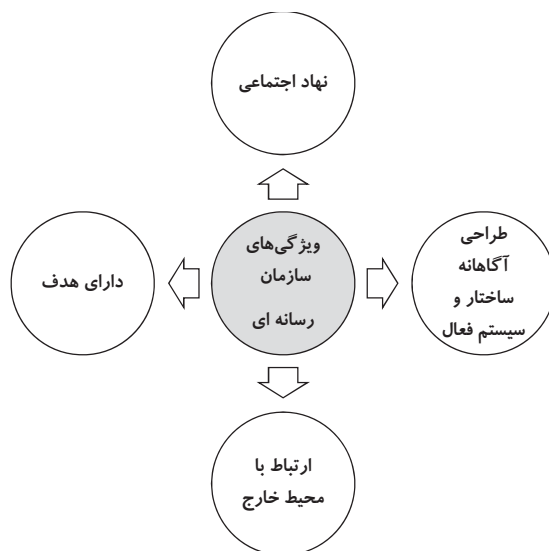 نهاد اجتماعی
طراحی
آگاهانه
ساختار و
سیستم فعال
ویژگی‌های
سازمان
رسانه ای
دارای هدف
ارتباط با
محیط خارج